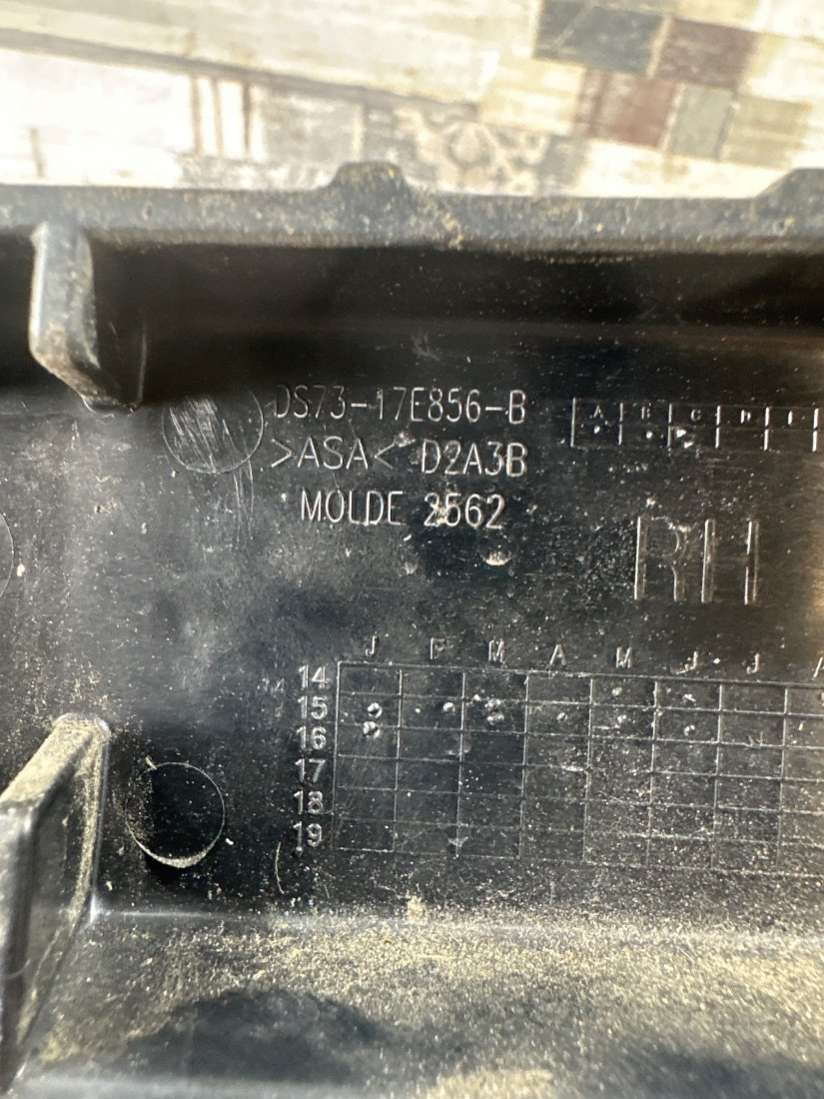 DS73-17E856-B
>ASA< D2A3B
MOLDE 2562
A B C D
RH
J F M A M J J A
14
15
16
17
18
19